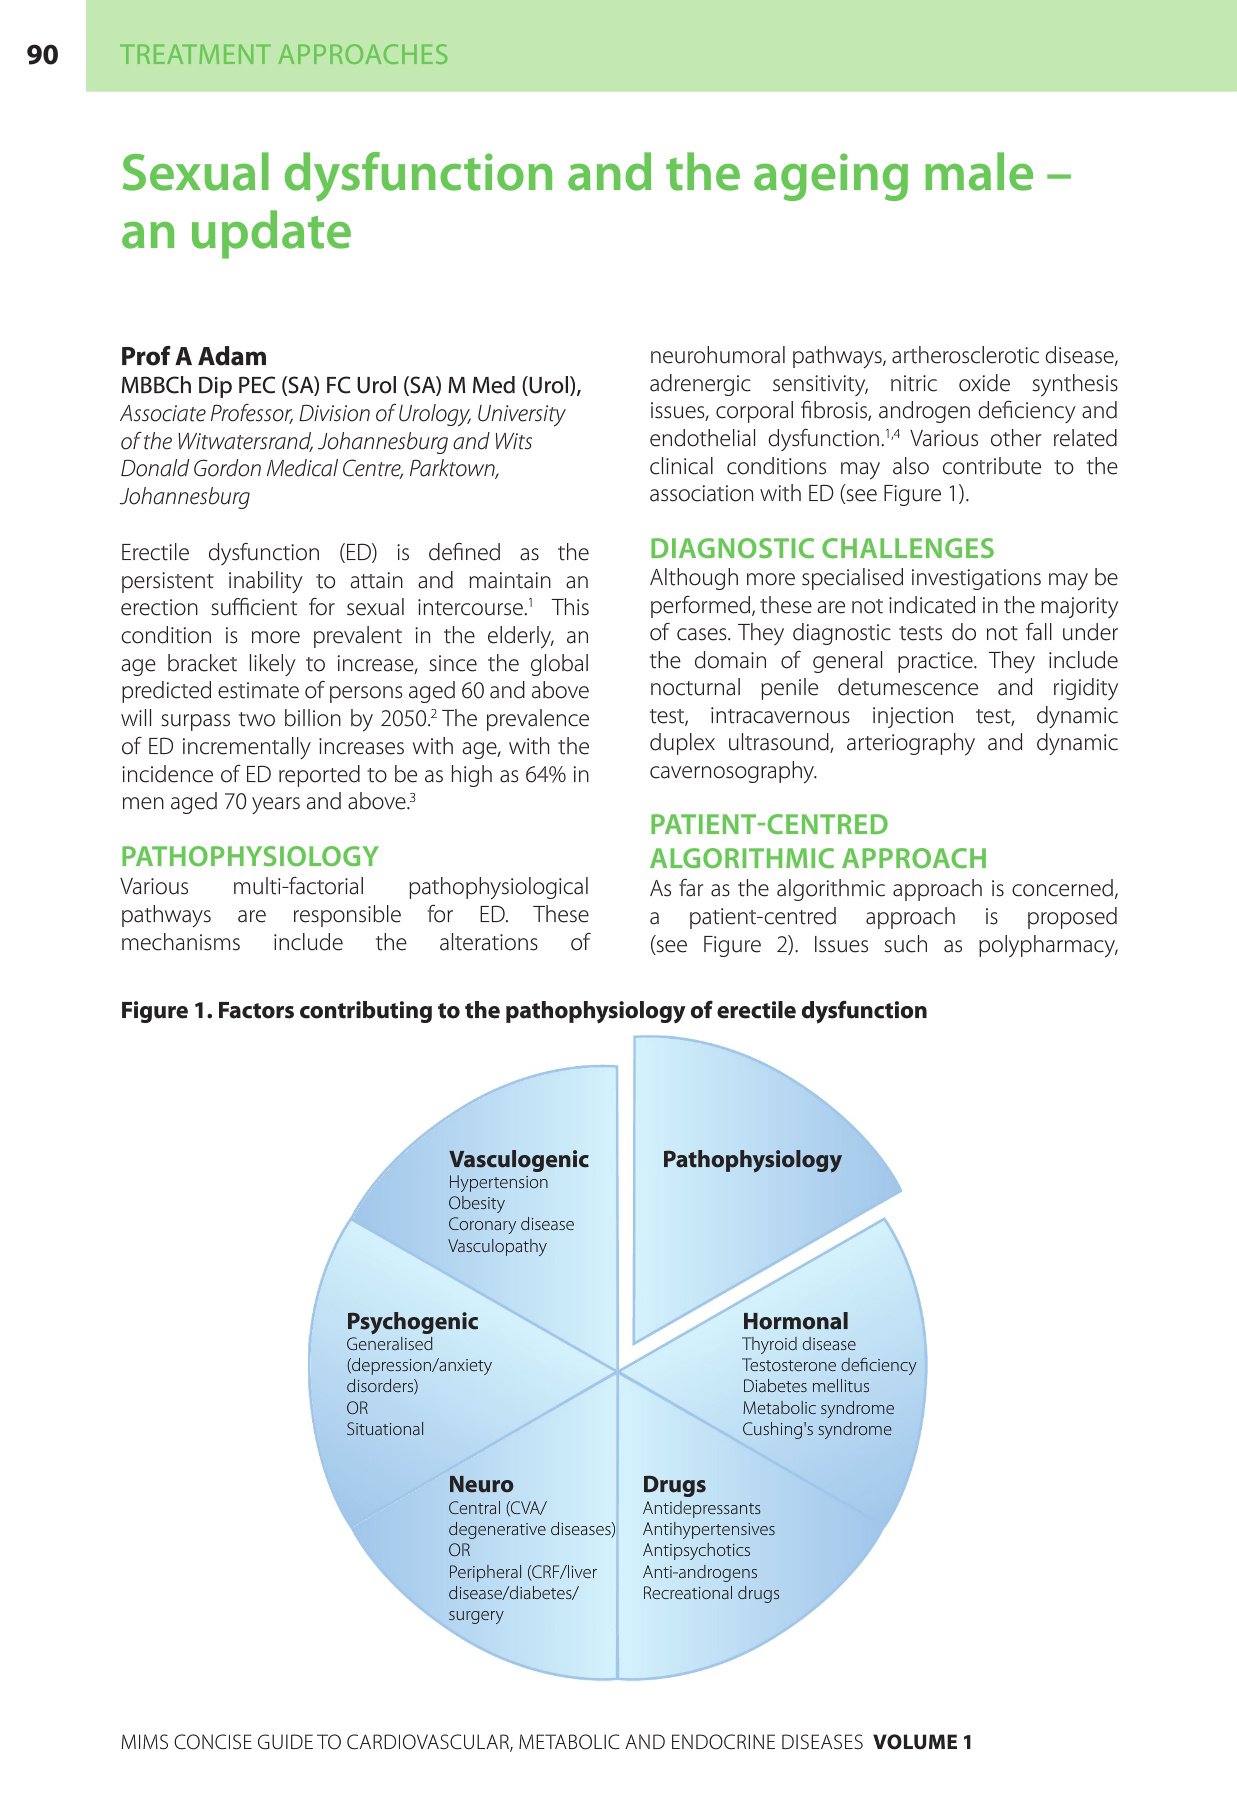 90
TREATMENT APPROACHES
Sexual dysfunction and the ageing male –
an update
Prof A Adam
MBBCh Dip PEC (SA) FC Urol (SA) M Med (Urol),
Associate Professor, Division of Urology, University
of the Witwatersrand, Johannesburg and Wits
Donald Gordon Medical Centre, Parktown,
Johannesburg
Erectile dysfunction (ED) is defined as the
persistent inability to attain and maintain an
erection sufficient for sexual intercourse.1 This
condition is more prevalent in the elderly, an
age bracket likely to increase, since the global
predicted estimate of persons aged 60 and above
will surpass two billion by 2050.2 The prevalence
of ED incrementally increases with age, with the
incidence of ED reported to be as high as 64% in
men aged 70 years and above.3
PATHOPHYSIOLOGY
Various multi-factorial pathophysiological
pathways are responsible for ED. These
mechanisms include the alterations of
neurohumoral pathways, artherosclerotic disease,
adrenergic sensitivity, nitric oxide synthesis
issues, corporal fibrosis, androgen deficiency and
endothelial dysfunction.1,4 Various other related
clinical conditions may also contribute to the
association with ED (see Figure 1).
DIAGNOSTIC CHALLENGES
Although more specialised investigations may be
performed, these are not indicated in the majority
of cases. They diagnostic tests do not fall under
the domain of general practice. They include
nocturnal penile detumescence and rigidity
test, intracavernous injection test, dynamic
duplex ultrasound, arteriography and dynamic
cavernosography.
PATIENT-CENTRED
ALGORITHMIC APPROACH
As far as the algorithmic approach is concerned,
a patient-centred approach is proposed
(see Figure 2). Issues such as polypharmacy,
Figure 1. Factors contributing to the pathophysiology of erectile dysfunction
Vasculogenic
Hypertension
Obesity
Coronary disease
Vasculopathy
Pathophysiology
Psychogenic
Generalised
(depression/anxiety
disorders)
OR
Situational
Hormonal
Thyroid disease
Testosterone deficiency
Diabetes mellitus
Metabolic syndrome
Cushing's syndrome
Neuro
Central (CVA/
degenerative diseases)
OR
Peripheral (CRF/liver
disease/diabetes/
surgery
Drugs
Antidepressants
Antihypertensives
Antipsychotics
Anti-androgens
Recreational drugs
MIMS CONCISE GUIDE TO CARDIOVASCULAR, METABOLIC AND ENDOCRINE DISEASES VOLUME 1